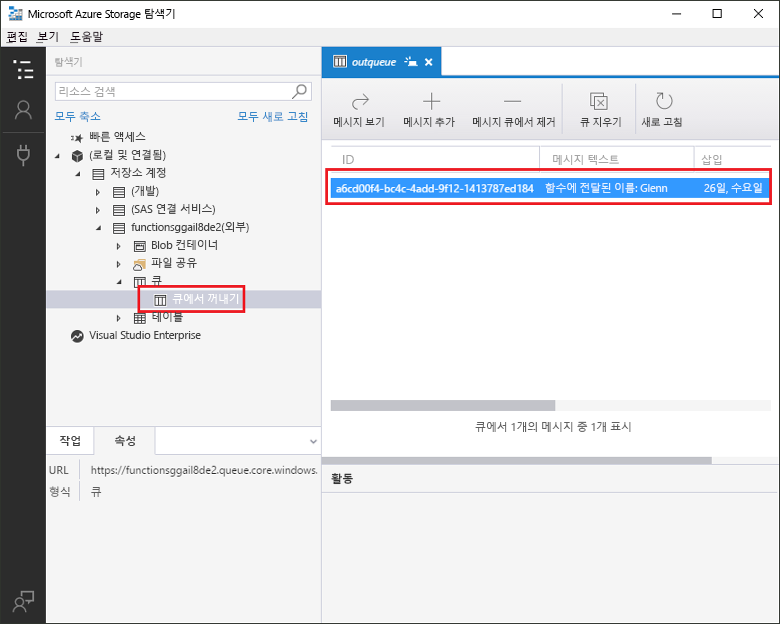 Microsoft Azure Storage 탐색기
편집 보기 도움말
탐색기
리소스 검색
모두 축소 모두 새로 고침
빠른 액세스
(로컬 및 연결됨)
저장소 계정
(개발)
(SAS 연결 서비스)
functionsggail8de2(외부)
Blob 컨테이너
파일 공유
큐
큐에서 꺼내기
테이블
Visual Studio Enterprise
작업 속성
URL https://functionsggail8de2.queue.core.windows.
형식 큐
outqueue
메시지 보기 메시지 추가 메시지 큐에서 제거 큐 지우기 새로 고침
ID 메시지 텍스트 삽입
a6cd00f4-bc4c-4add-9f12-1413787ed184 함수에 전달된 이름: Glenn 26일, 수요일
큐에서 1개의 메시지 중 1개 표시
활동